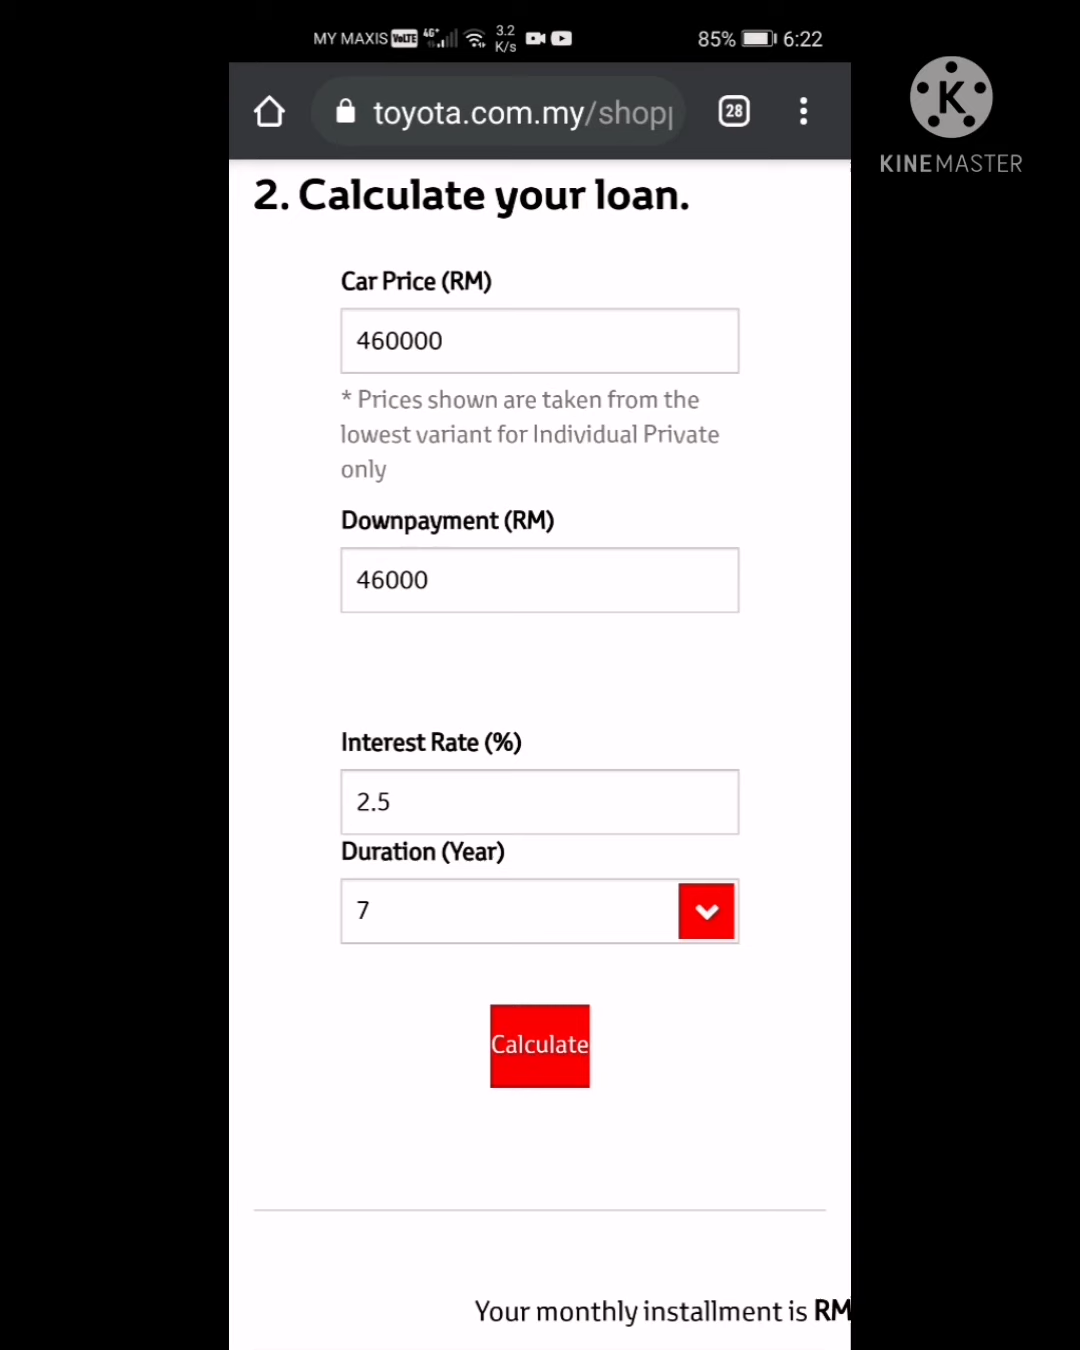 MY MAXIS VoLTE 4G+ 3.2 K/s 85% 6:22
toyota.com.my/shop
28
K
KINEMASTER
2. Calculate your loan.
Car Price (RM)
460000
* Prices shown are taken from the
lowest variant for Individual Private
only
Downpayment (RM)
46000
Interest Rate (%)
2.5
Duration (Year)
7
Calculate
Your monthly installment is RM